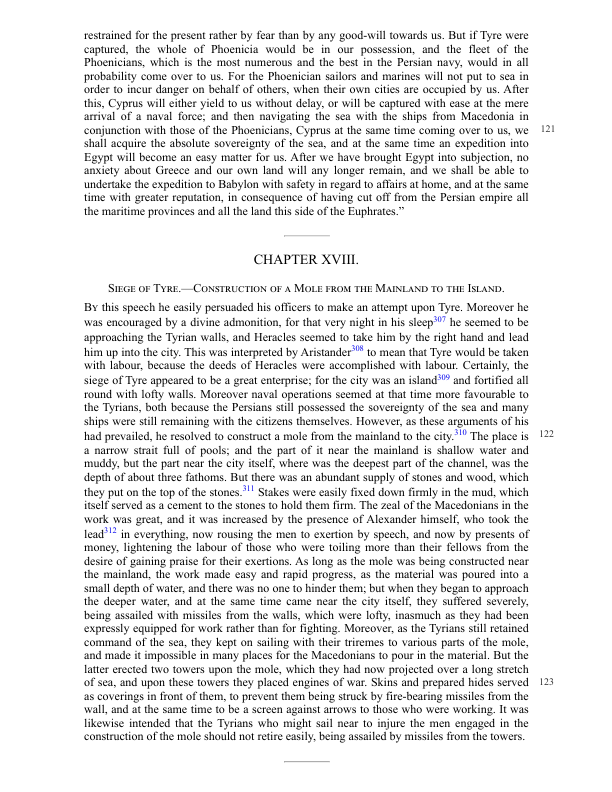 restrained for the present rather by fear than by any good-will towards us. But if Tyre were
captured, the whole of Phoenicia would be in our possession, and the fleet of the
Phoenicians, which is the most numerous and the best in the Persian navy, would in all
probability come over to us. For the Phoenician sailors and marines will not put to sea in
order to incur danger on behalf of others, when their own cities are occupied by us. After
this, Cyprus will either yield to us without delay, or will be captured with ease at the mere
arrival of a naval force; and then navigating the sea with the ships from Macedonia in
conjunction with those of the Phoenicians, Cyprus at the same time coming over to us, we 121
shall acquire the absolute sovereignty of the sea, and at the same time an expedition into
Egypt will become an easy matter for us. After we have brought Egypt into subjection, no
anxiety about Greece and our own land will any longer remain, and we shall be able to
undertake the expedition to Babylon with safety in regard to affairs at home, and at the same
time with greater reputation, in consequence of having cut off from the Persian empire all
the maritime provinces and all the land this side of the Euphrates.”
CHAPTER XVIII.
Siege of Tyre.—Construction of a Mole from the Mainland to the Island.
By this speech he easily persuaded his officers to make an attempt upon Tyre. Moreover he
was encouraged by a divine admonition, for that very night in his sleep307 he seemed to be
approaching the Tyrian walls, and Heracles seemed to take him by the right hand and lead
him up into the city. This was interpreted by Aristander308 to mean that Tyre would be taken
with labour, because the deeds of Heracles were accomplished with labour. Certainly, the
siege of Tyre appeared to be a great enterprise; for the city was an island309 and fortified all
round with lofty walls. Moreover naval operations seemed at that time more favourable to
the Tyrians, both because the Persians still possessed the sovereignty of the sea and many
ships were still remaining with the citizens themselves. However, as these arguments of his
had prevailed, he resolved to construct a mole from the mainland to the city.310 The place is 122
a narrow strait full of pools; and the part of it near the mainland is shallow water and
muddy, but the part near the city itself, where was the deepest part of the channel, was the
depth of about three fathoms. But there was an abundant supply of stones and wood, which
they put on the top of the stones.311 Stakes were easily fixed down firmly in the mud, which
itself served as a cement to the stones to hold them firm. The zeal of the Macedonians in the
work was great, and it was increased by the presence of Alexander himself, who took the
lead312 in everything, now rousing the men to exertion by speech, and now by presents of
money, lightening the labour of those who were toiling more than their fellows from the
desire of gaining praise for their exertions. As long as the mole was being constructed near
the mainland, the work made easy and rapid progress, as the material was poured into a
small depth of water, and there was no one to hinder them; but when they began to approach
the deeper water, and at the same time came near the city itself, they suffered severely,
being assailed with missiles from the walls, which were lofty, inasmuch as they had been
expressly equipped for work rather than for fighting. Moreover, as the Tyrians still retained
command of the sea, they kept on sailing with their triremes to various parts of the mole,
and made it impossible in many places for the Macedonians to pour in the material. But the
latter erected two towers upon the mole, which they had now projected over a long stretch
of sea, and upon these towers they placed engines of war. Skins and prepared hides served 123
as coverings in front of them, to prevent them being struck by fire-bearing missiles from the
wall, and at the same time to be a screen against arrows to those who were working. It was
likewise intended that the Tyrians who might sail near to injure the men engaged in the
construction of the mole should not retire easily, being assailed by missiles from the towers.